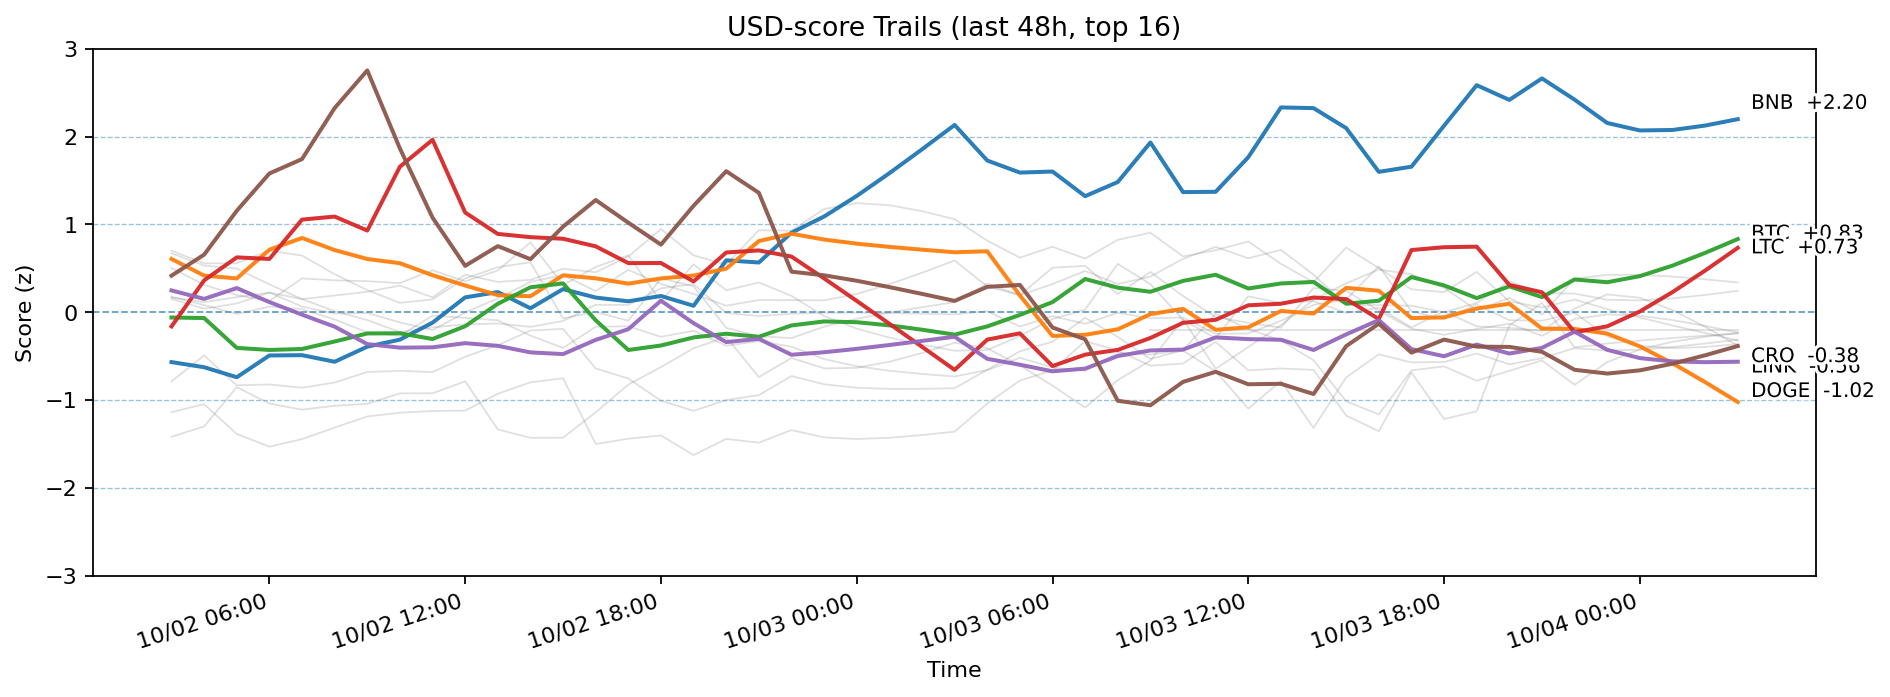 USD-score Trails (last 48h, top 16)
3
2
1
0
−1
−2
−3
Score (z)
BNB +2.20
BTC +0.83
LTC +0.73
CRO -0.38
LINK -0.56
DOGE -1.02
10/02 06:00
10/02 12:00
10/02 18:00
10/03 00:00
10/03 06:00
10/03 12:00
10/03 18:00
10/04 00:00
Time